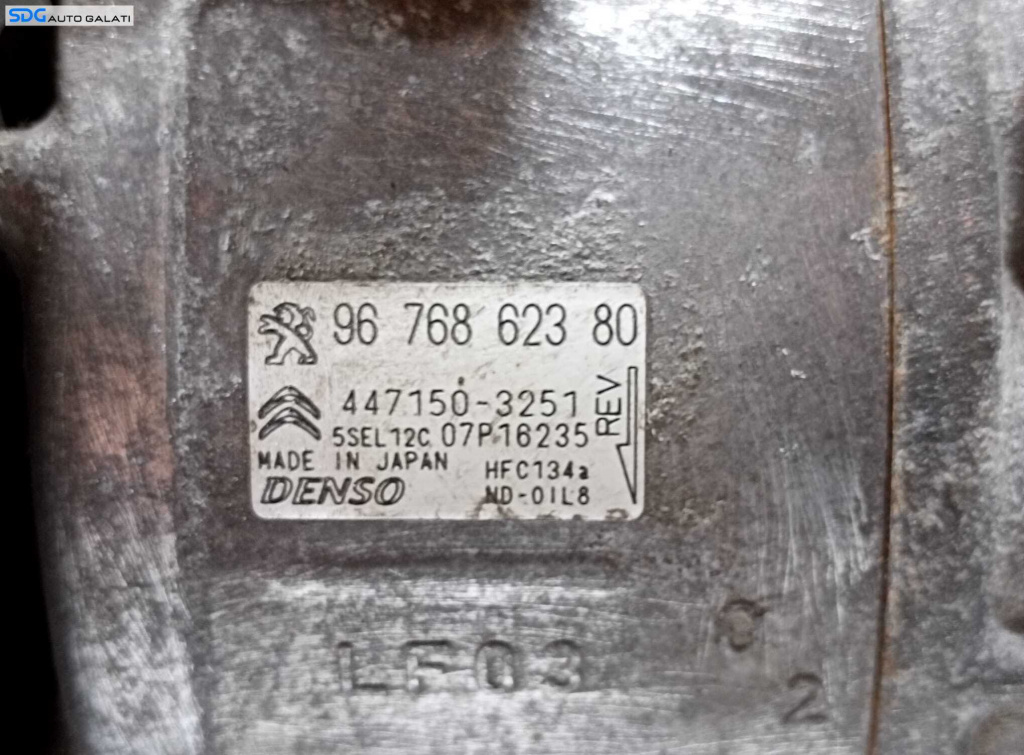 SDG AUTO GALATI
96 768 623 80
447150-3251
5SEL12C 07P16235
REV
MADE IN JAPAN
HFC134a
DENSO
ND-OIL8
LF03
2